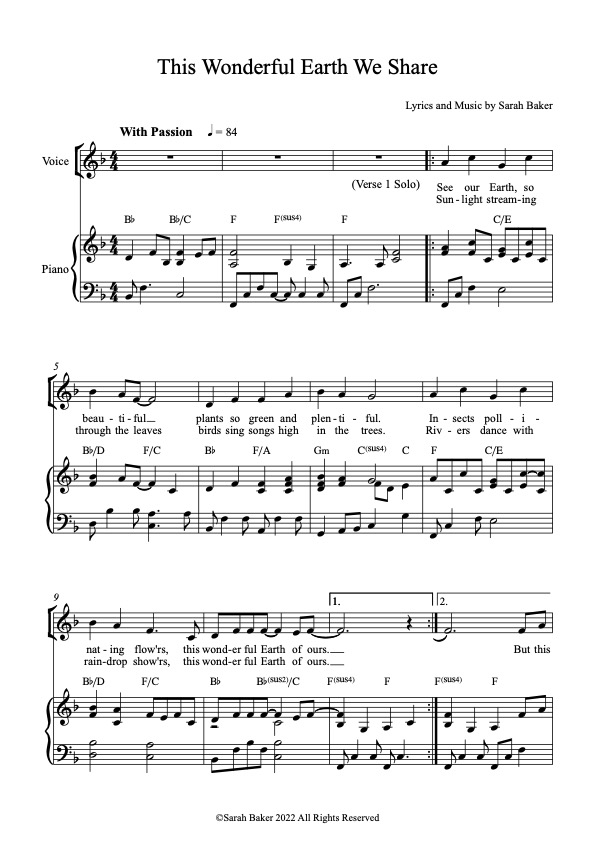 This Wonderful Earth We Share
Lyrics and Music by Sarah Baker
With Passion ♩ = 84
Voice
(Verse 1 Solo) See our Earth, so
Sun - light stream - ing
B♭ B♭/C F F(sus4) F C/E
Piano
5
beau - ti - ful__ plants so green and plen - ti - ful. In - sects poll - i -
through the leaves birds sing songs high in the trees. Riv - ers dance with
B♭/D F/C B♭ F/A Gm C(sus4) C F C/E
9
1. 2.
nat - ing flow'rs, this wond - er ful Earth of ours.__ But this
rain - drop show'rs, this wond - er ful Earth of ours.__
B♭/D F/C B♭ B♭(sus2)/C F(sus4) F F(sus4) F
©Sarah Baker 2022 All Rights Reserved